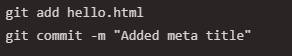 git add hello.html
git commit -m "Added meta title"